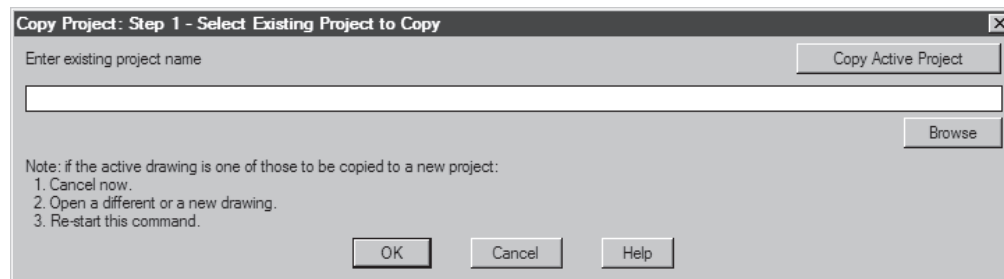 Copy Project: Step 1 - Select Existing Project to Copy
Enter existing project name
Copy Active Project
Browse
Note: if the active drawing is one of those to be copied to a new project:
1. Cancel now.
2. Open a different or a new drawing.
3. Re-start this command.
OK Cancel Help